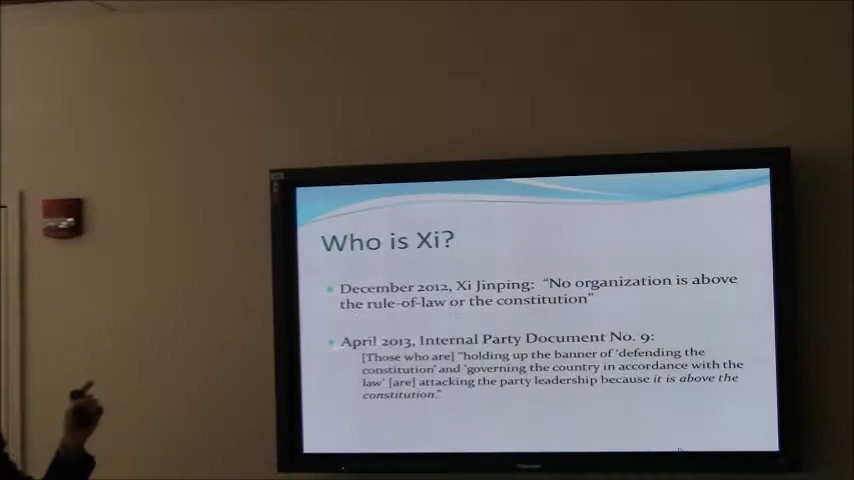 Who is Xi?
December 2012, Xi Jinping: “No organization is above
the rule-of-law or the constitution”
April 2013, Internal Party Document No. 9:
[Those who are] “holding up the banner of ‘defending the
constitution’ and ‘governing the country in accordance with the
law’ [are] attacking the party leadership because it is above the
constitution.”